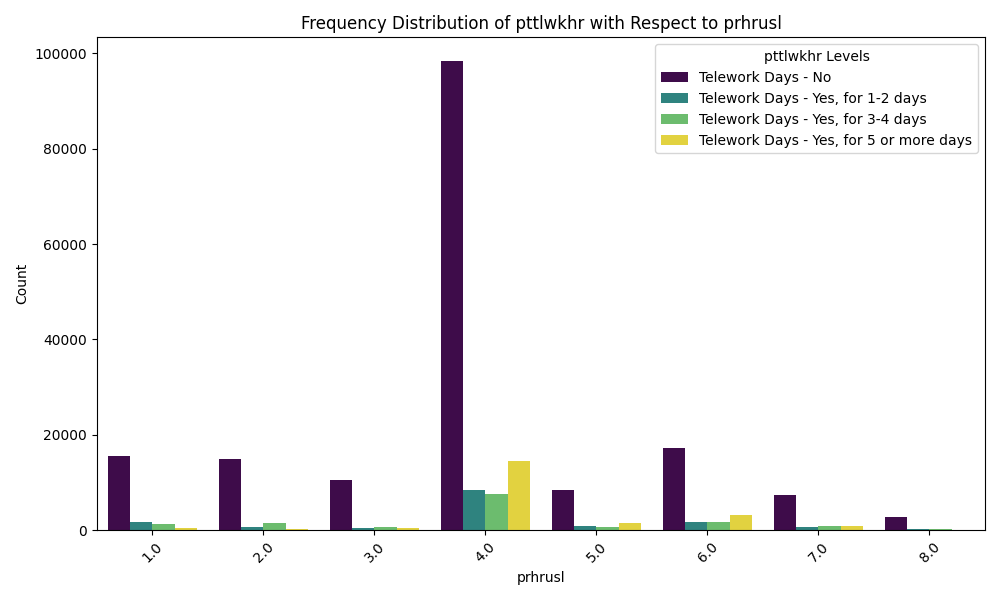 Frequency Distribution of pttlwkhr with Respect to prhrusl
pttlwkhr Levels
Telework Days - No
Telework Days - Yes, for 1-2 days
Telework Days - Yes, for 3-4 days
Telework Days - Yes, for 5 or more days
Count
100000
80000
60000
40000
20000
0
1.0 2.0 3.0 4.0 5.0 6.0 7.0 8.0
prhrusl